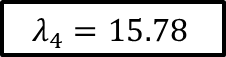 λ₄ = 15.78